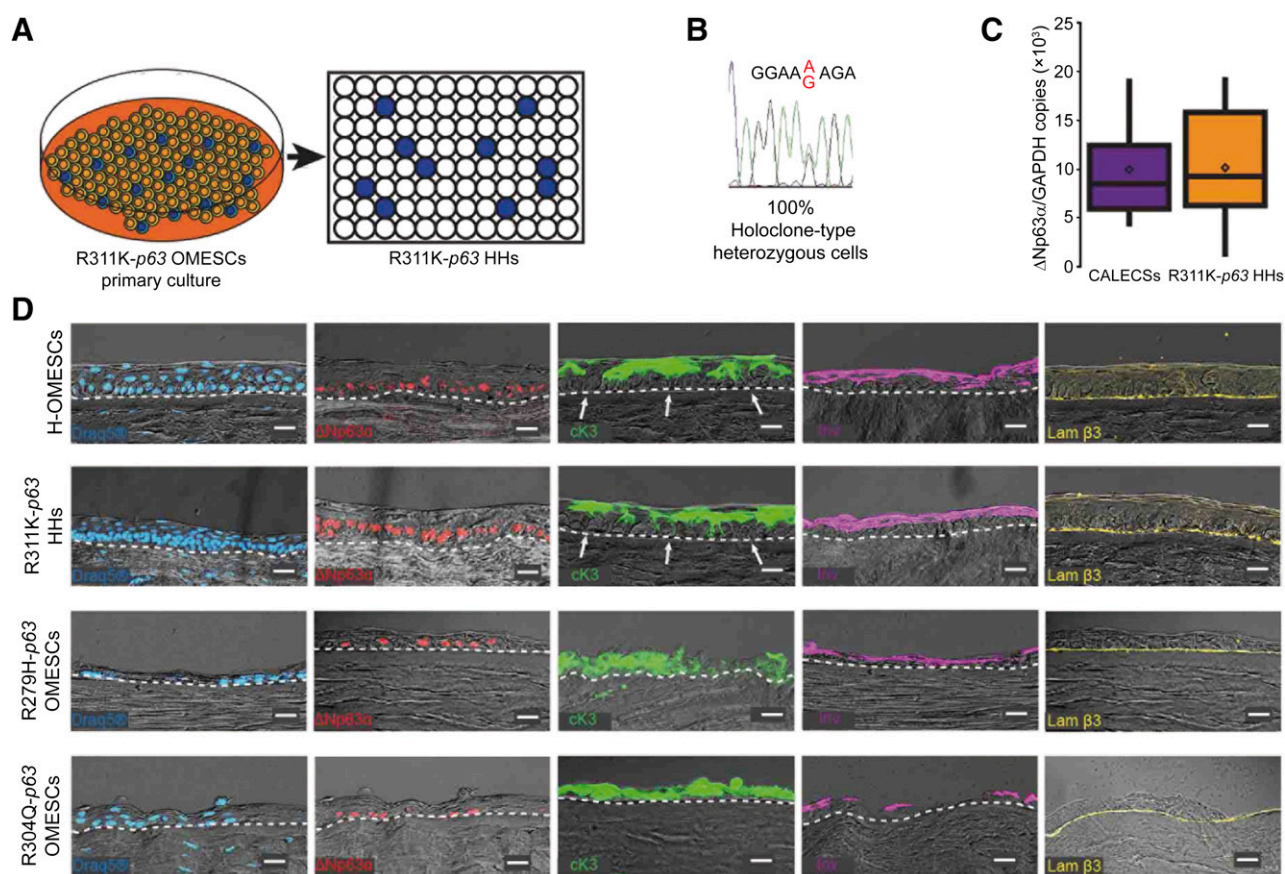 A
R311K-p63 OMESCs
primary culture
R311K-p63 HHs
B
GGAA A AGA
G
100%
Holoclone-type
heterozygous cells
C
ΔNp63α/GAPDH copies (×10³)
25
20
15
10
5
0
CALECSs R311K-p63 HHs
D
H-OMESCs
Draq5® ΔNp63α cK3 Inv Lam β3
R311K-p63
HHs
Draq5® ΔNp63α cK3 Inv Lam β3
R279H-p63
OMESCs
Draq5® ΔNp63α cK3 Inv Lam β3
R304Q-p63
OMESCs
Draq5® ΔNp63α cK3 Inv Lam β3